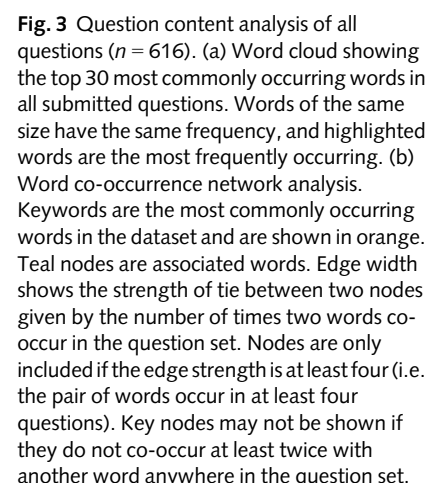 Fig. 3 Question content analysis of all
questions (n = 616). (a) Word cloud showing
the top 30 most commonly occurring words in
all submitted questions. Words of the same
size have the same frequency, and highlighted
words are the most frequently occurring. (b)
Word co-occurrence network analysis.
Keywords are the most commonly occurring
words in the dataset and are shown in orange.
Teal nodes are associated words. Edge width
shows the strength of tie between two nodes
given by the number of times two words co-
occur in the question set. Nodes are only
included if the edge strength is at least four (i.e.
the pair of words occur in at least four
questions). Key nodes may not be shown if
they do not co-occur at least twice with
another word anywhere in the question set.